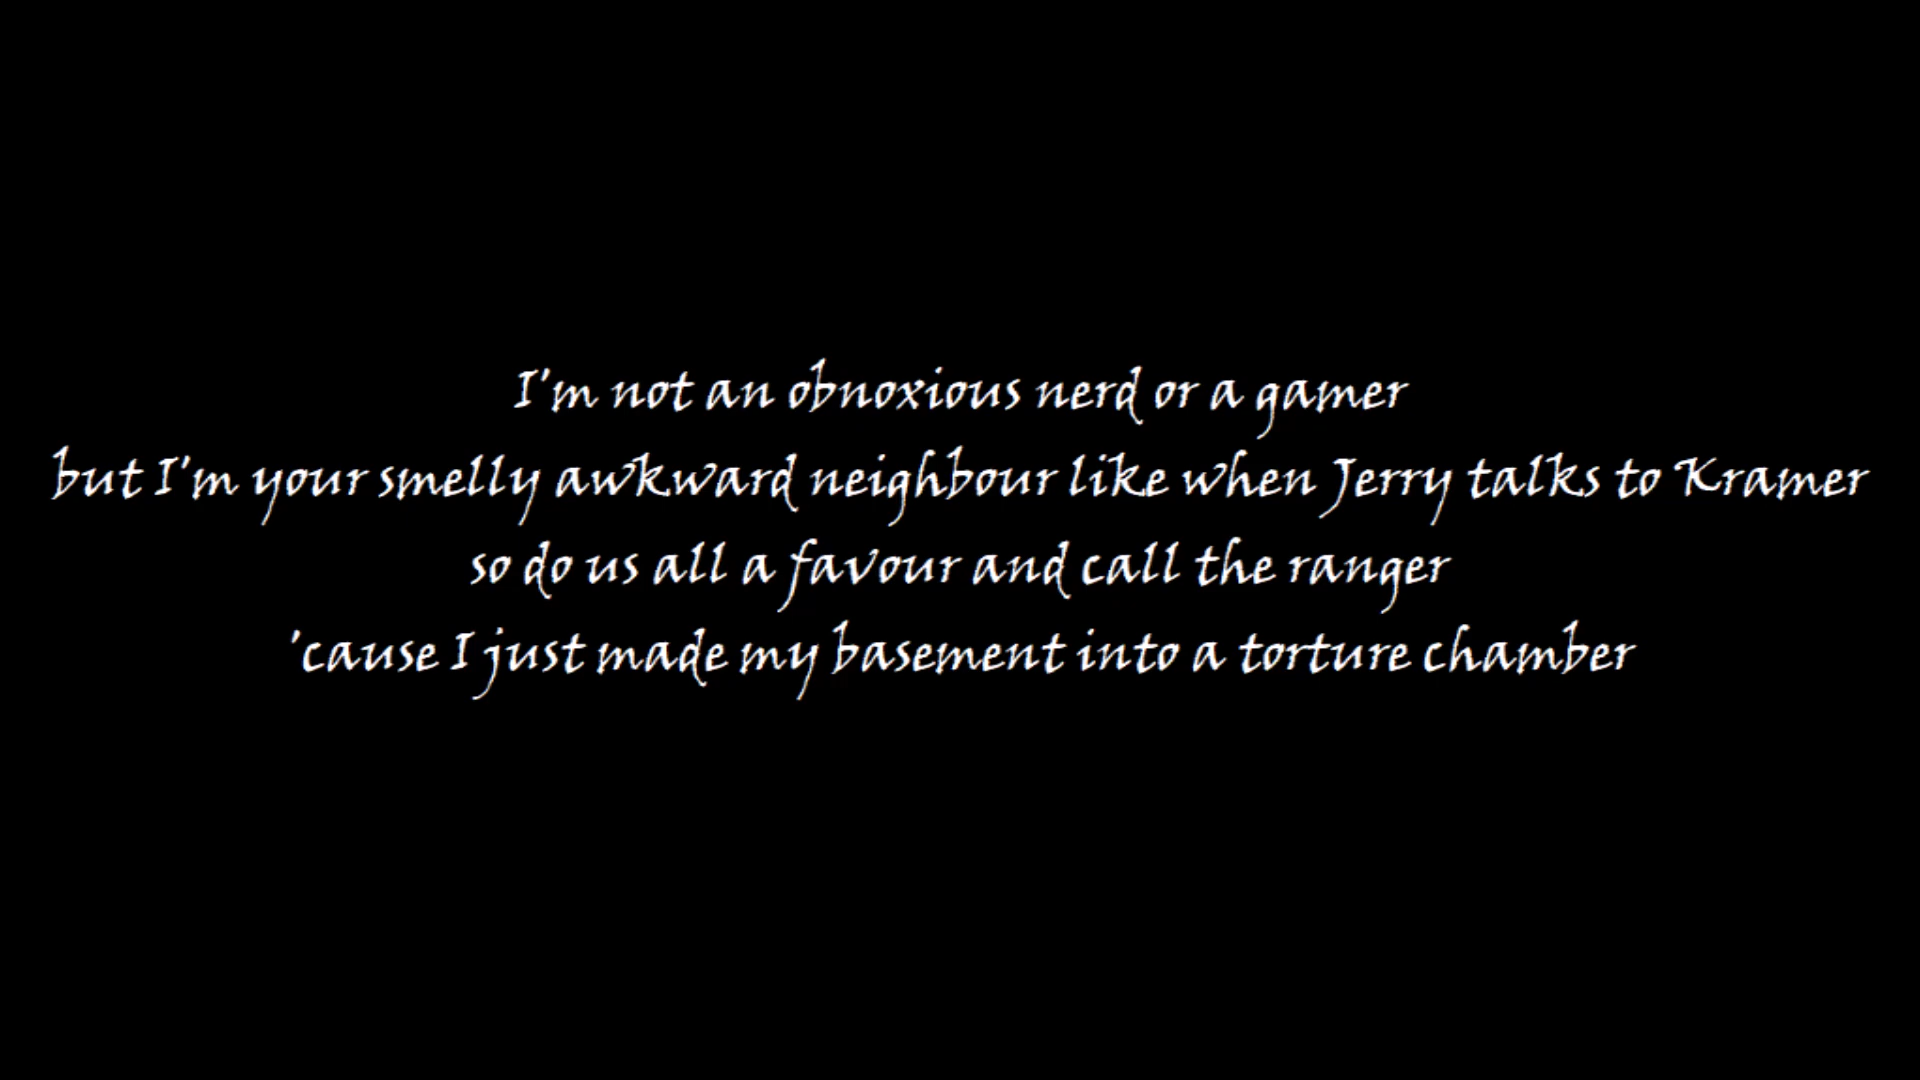 I'm not an obnoxious nerd or a gamer
but I'm your smelly awkward neighbour like when Jerry talks to Kramer
so do us all a favour and call the ranger
'cause I just made my basement into a torture chamber